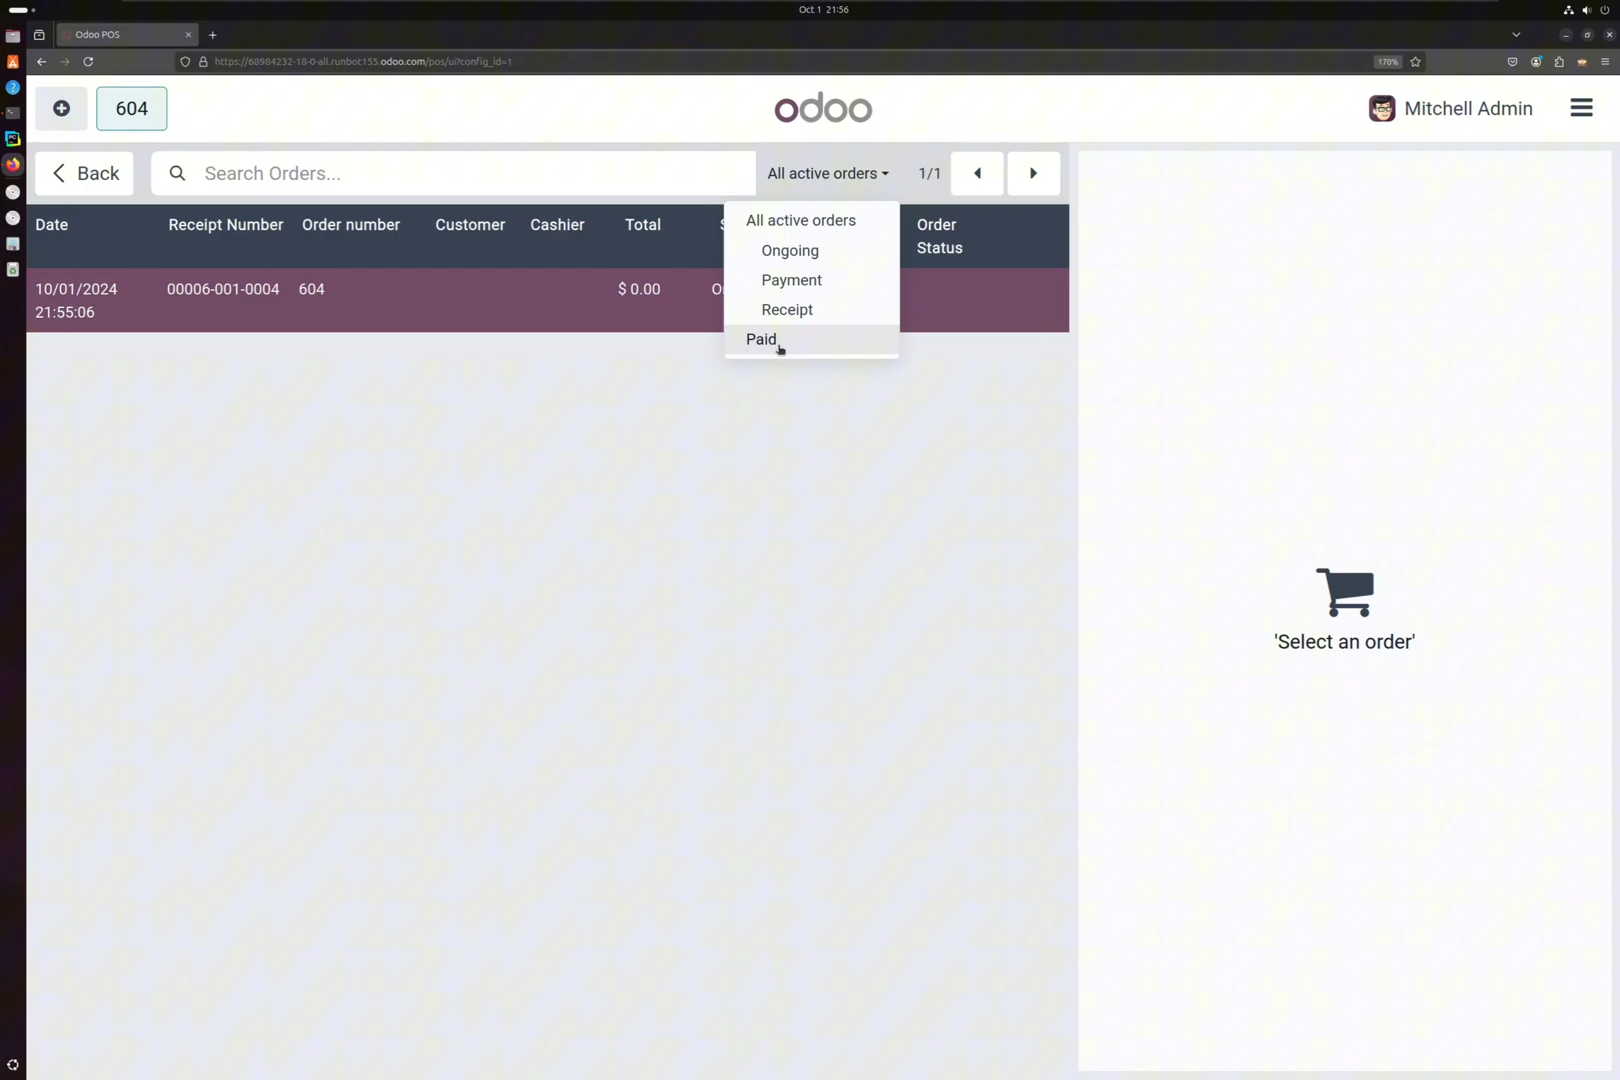 Oct 1 21:56
Odoo POS
https://68984232-18-0-all.runbot155.odoo.com/pos/ui?config_id=1
170%
604
odoo
Mitchell Admin
Back
Search Orders...
All active orders
1/1
Date
Receipt Number
Order number
Customer
Cashier
Total
Order
Status
10/01/2024
21:55:06
00006-001-0004
604
$ 0.00
All active orders
Ongoing
Payment
Receipt
Paid
'Select an order'